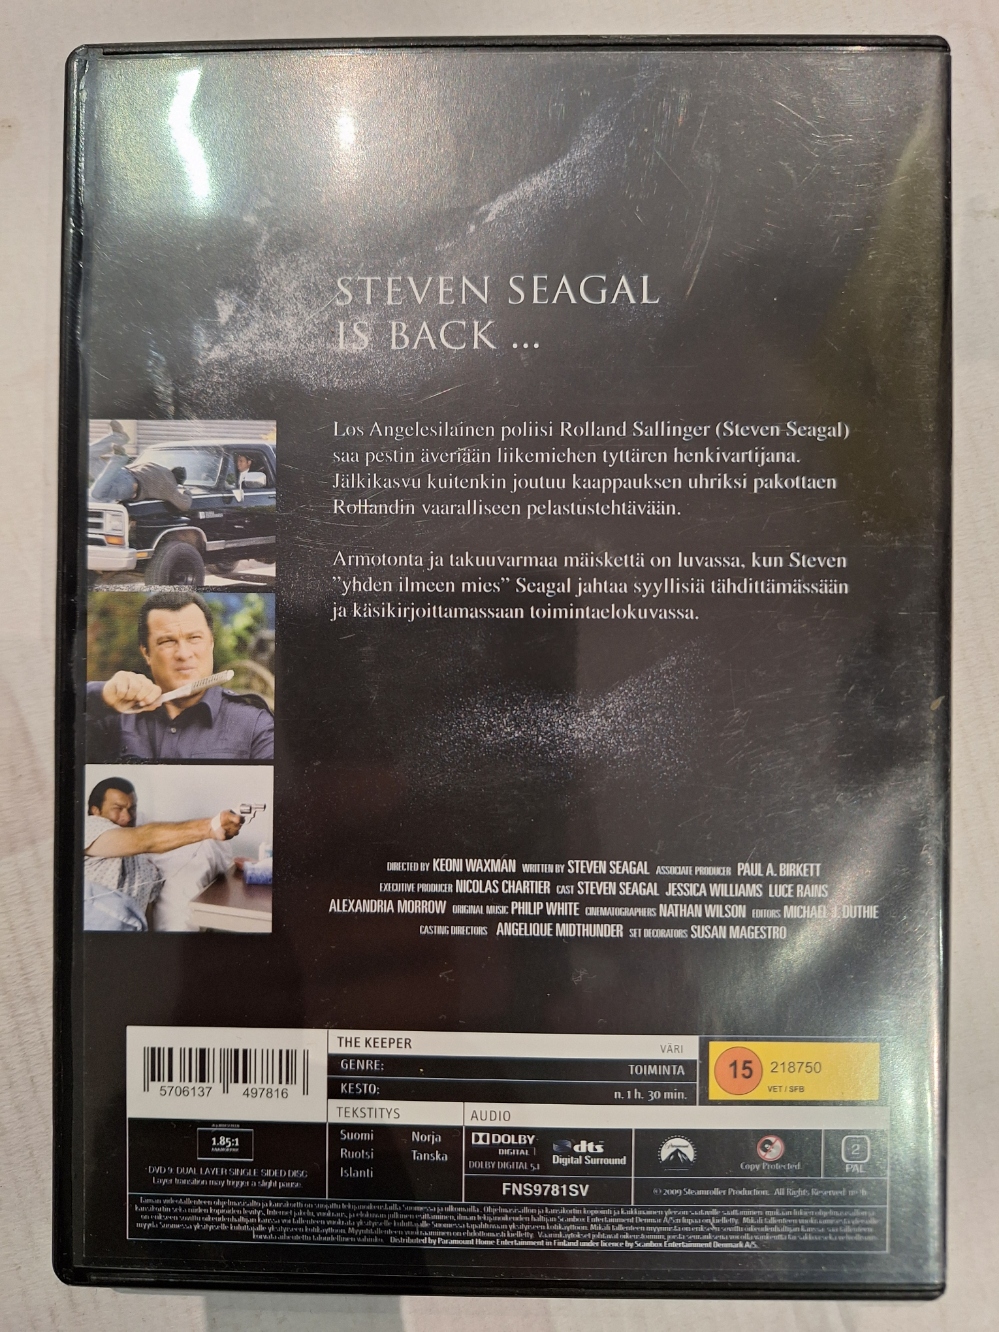 STEVEN SEAGAL
IS BACK ...
Los Angelesilainen poliisi Rolland Sallinger (Steven Seagal)
saa pestin äveriään liikemiehen tyttären henkivartijana.
Jälkikasvu kuitenkin joutuu kaappauksen uhriksi pakottaen
Rollandin vaaralliseen pelastustehtävään.
Armotonta ja takuuvarmaa mäiskettä on luvassa, kun Steven
”yhden ilmeen mies” Seagal jahtaa syyllisiä tähdittämässään
ja käsikirjoittamassaan toimintaelokuvassa.
DIRECTED BY KEONI WAXMAN WRITTEN BY STEVEN SEAGAL ASSOCIATE PRODUCER PAUL A. BIRKETT
EXECUTIVE PRODUCER NICOLAS CHARTIER CAST STEVEN SEAGAL JESSICA WILLIAMS LUCE RAINS
ALEXANDRIA MORROW ORIGINAL MUSIC PHILIP WHITE CINEMATOGRAPHERS NATHAN WILSON EDITORS MICHAEL J. DUTHIE
CASTING DIRECTORS ANGELIQUE MIDTHUNDER SET DECORATORS SUSAN MAGESTRO
5706137 497816
THE KEEPER VÄRI
GENRE: TOIMINTA
KESTO: n. 1 h. 30 min.
15 218750
VET / SFB
TEKSTITYS
Suomi Norja
Ruotsi Tanska
Islanti
AUDIO
DOLBY
DIGITAL
DOLBY DIGITAL 5.1
dts
Digital Surround
FNS9781SV
1.85:1
DVD 9: DUAL LAYER SINGLE SIDED DISC
Layer transition may trigger a slight pause.
Paramount
Copy Protected
2
PAL
© 2009 Steamroller Production. All Rights Reserved
Distributed by Paramount Home Entertainment in Finland under licence by Scanbox Entertainment Denmark A/S.